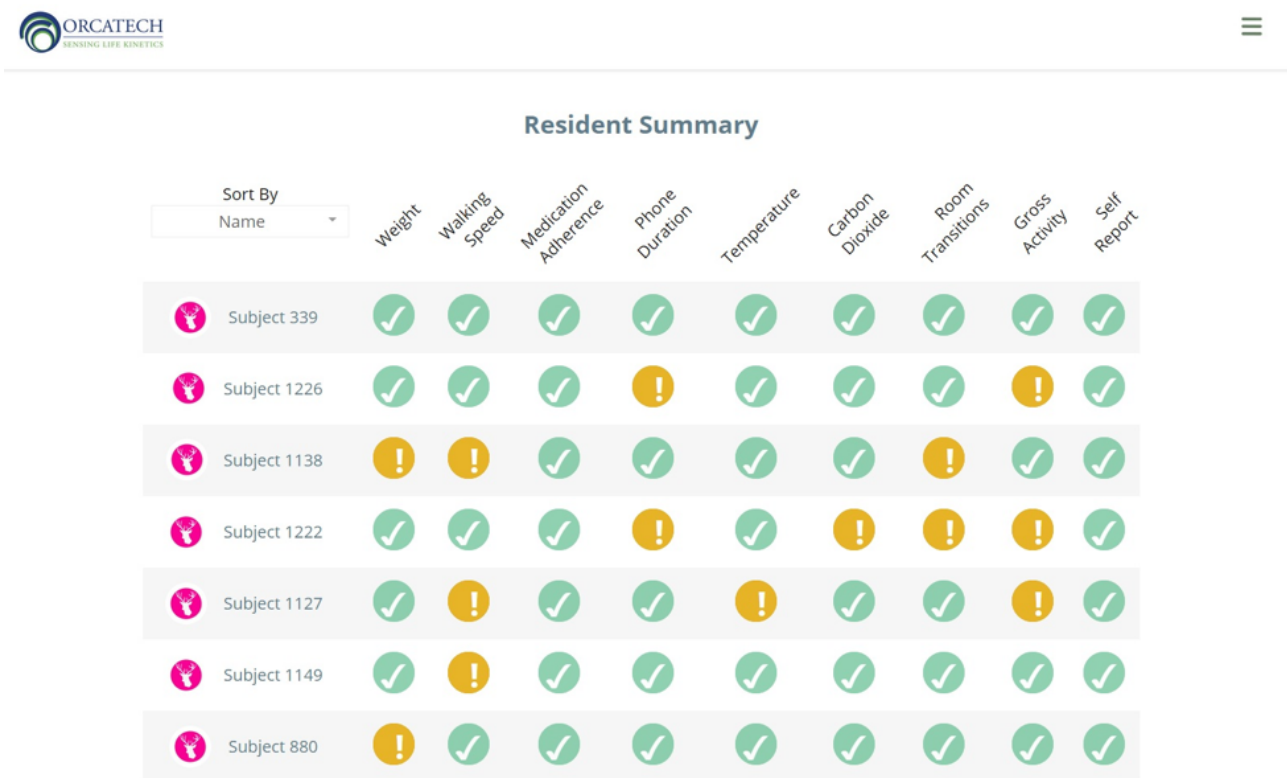 ORCATECH
SENSING LIFE KINETICS
Resident Summary
Sort By
Name
Weight
Walking
Speed
Medication
Adherence
Phone
Duration
Temperature
Carbon
Dioxide
Room
Transitions
Gross
Activity
Self
Report
Subject 339
Subject 1226
Subject 1138
Subject 1222
Subject 1127
Subject 1149
Subject 880